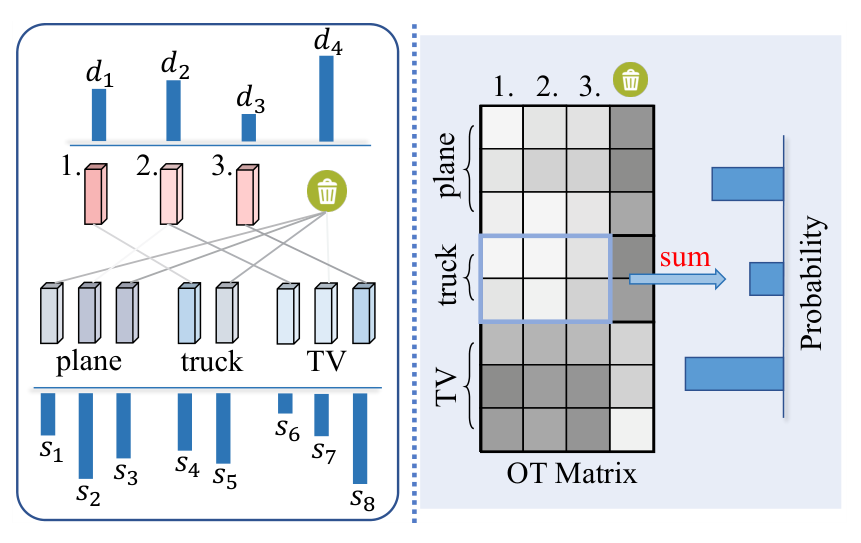 d₁ d₂ d₃ d₄
1. 2. 3.
plane truck TV
s₁ s₂ s₃ s₄ s₅ s₆ s₇ s₈
1. 2. 3.
plane
truck
TV
sum
Probability
OT Matrix